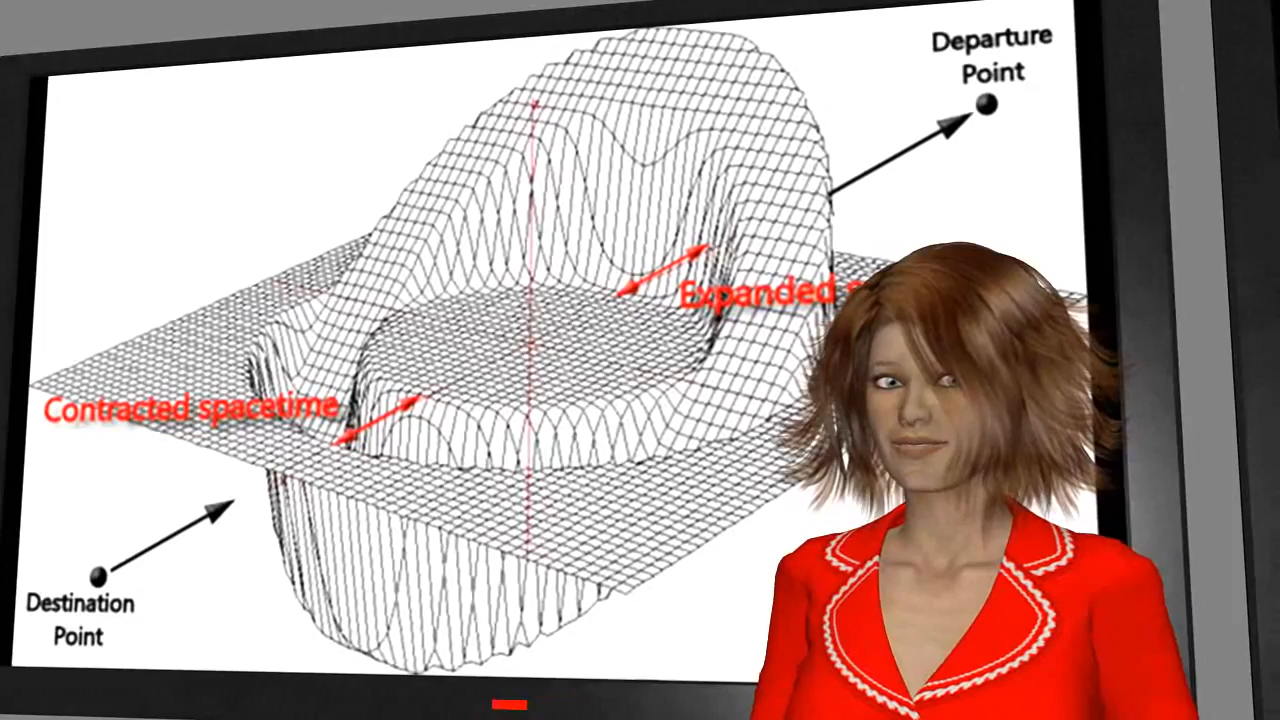 Departure
Point
Expanded
Contracted spacetime
Destination
Point